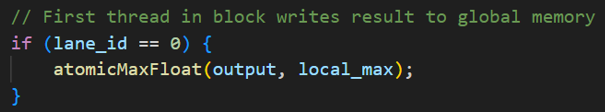 // First thread in block writes result to global memory
if (lane_id == 0) {
    atomicMaxFloat(output, local_max);
}